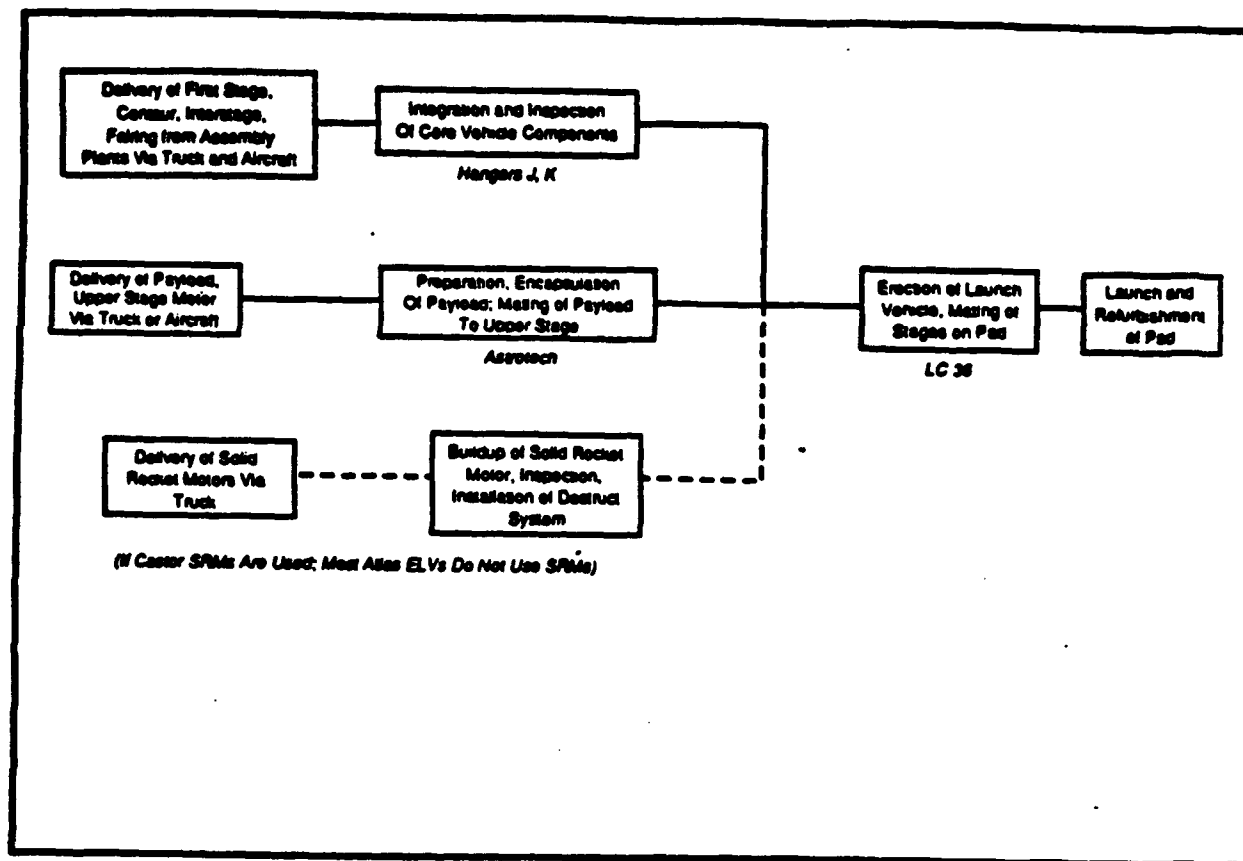 Delivery of First Stage,
Centaur, Interstage,
Fairing from Assembly
Plants Via Truck and Aircraft
Integration and Inspection
Of Core Vehicle Components
Hangers J, K
Delivery of Payload,
Upper Stage Motor
Via Truck or Aircraft
Preparation, Encapsulation
Of Payload; Mating of Payload
To Upper Stage
Astrotech
Erection of Launch
Vehicle, Mating of
Stages on Pad
LC 36
Launch and
Refurbishment
of Pad
Delivery of Solid
Rocket Motors Via
Truck
Buildup of Solid Rocket
Motor, Inspection,
Installation of Destruct
System
(If Castor SRMs Are Used; Most Atlas ELVs Do Not Use SRMs)